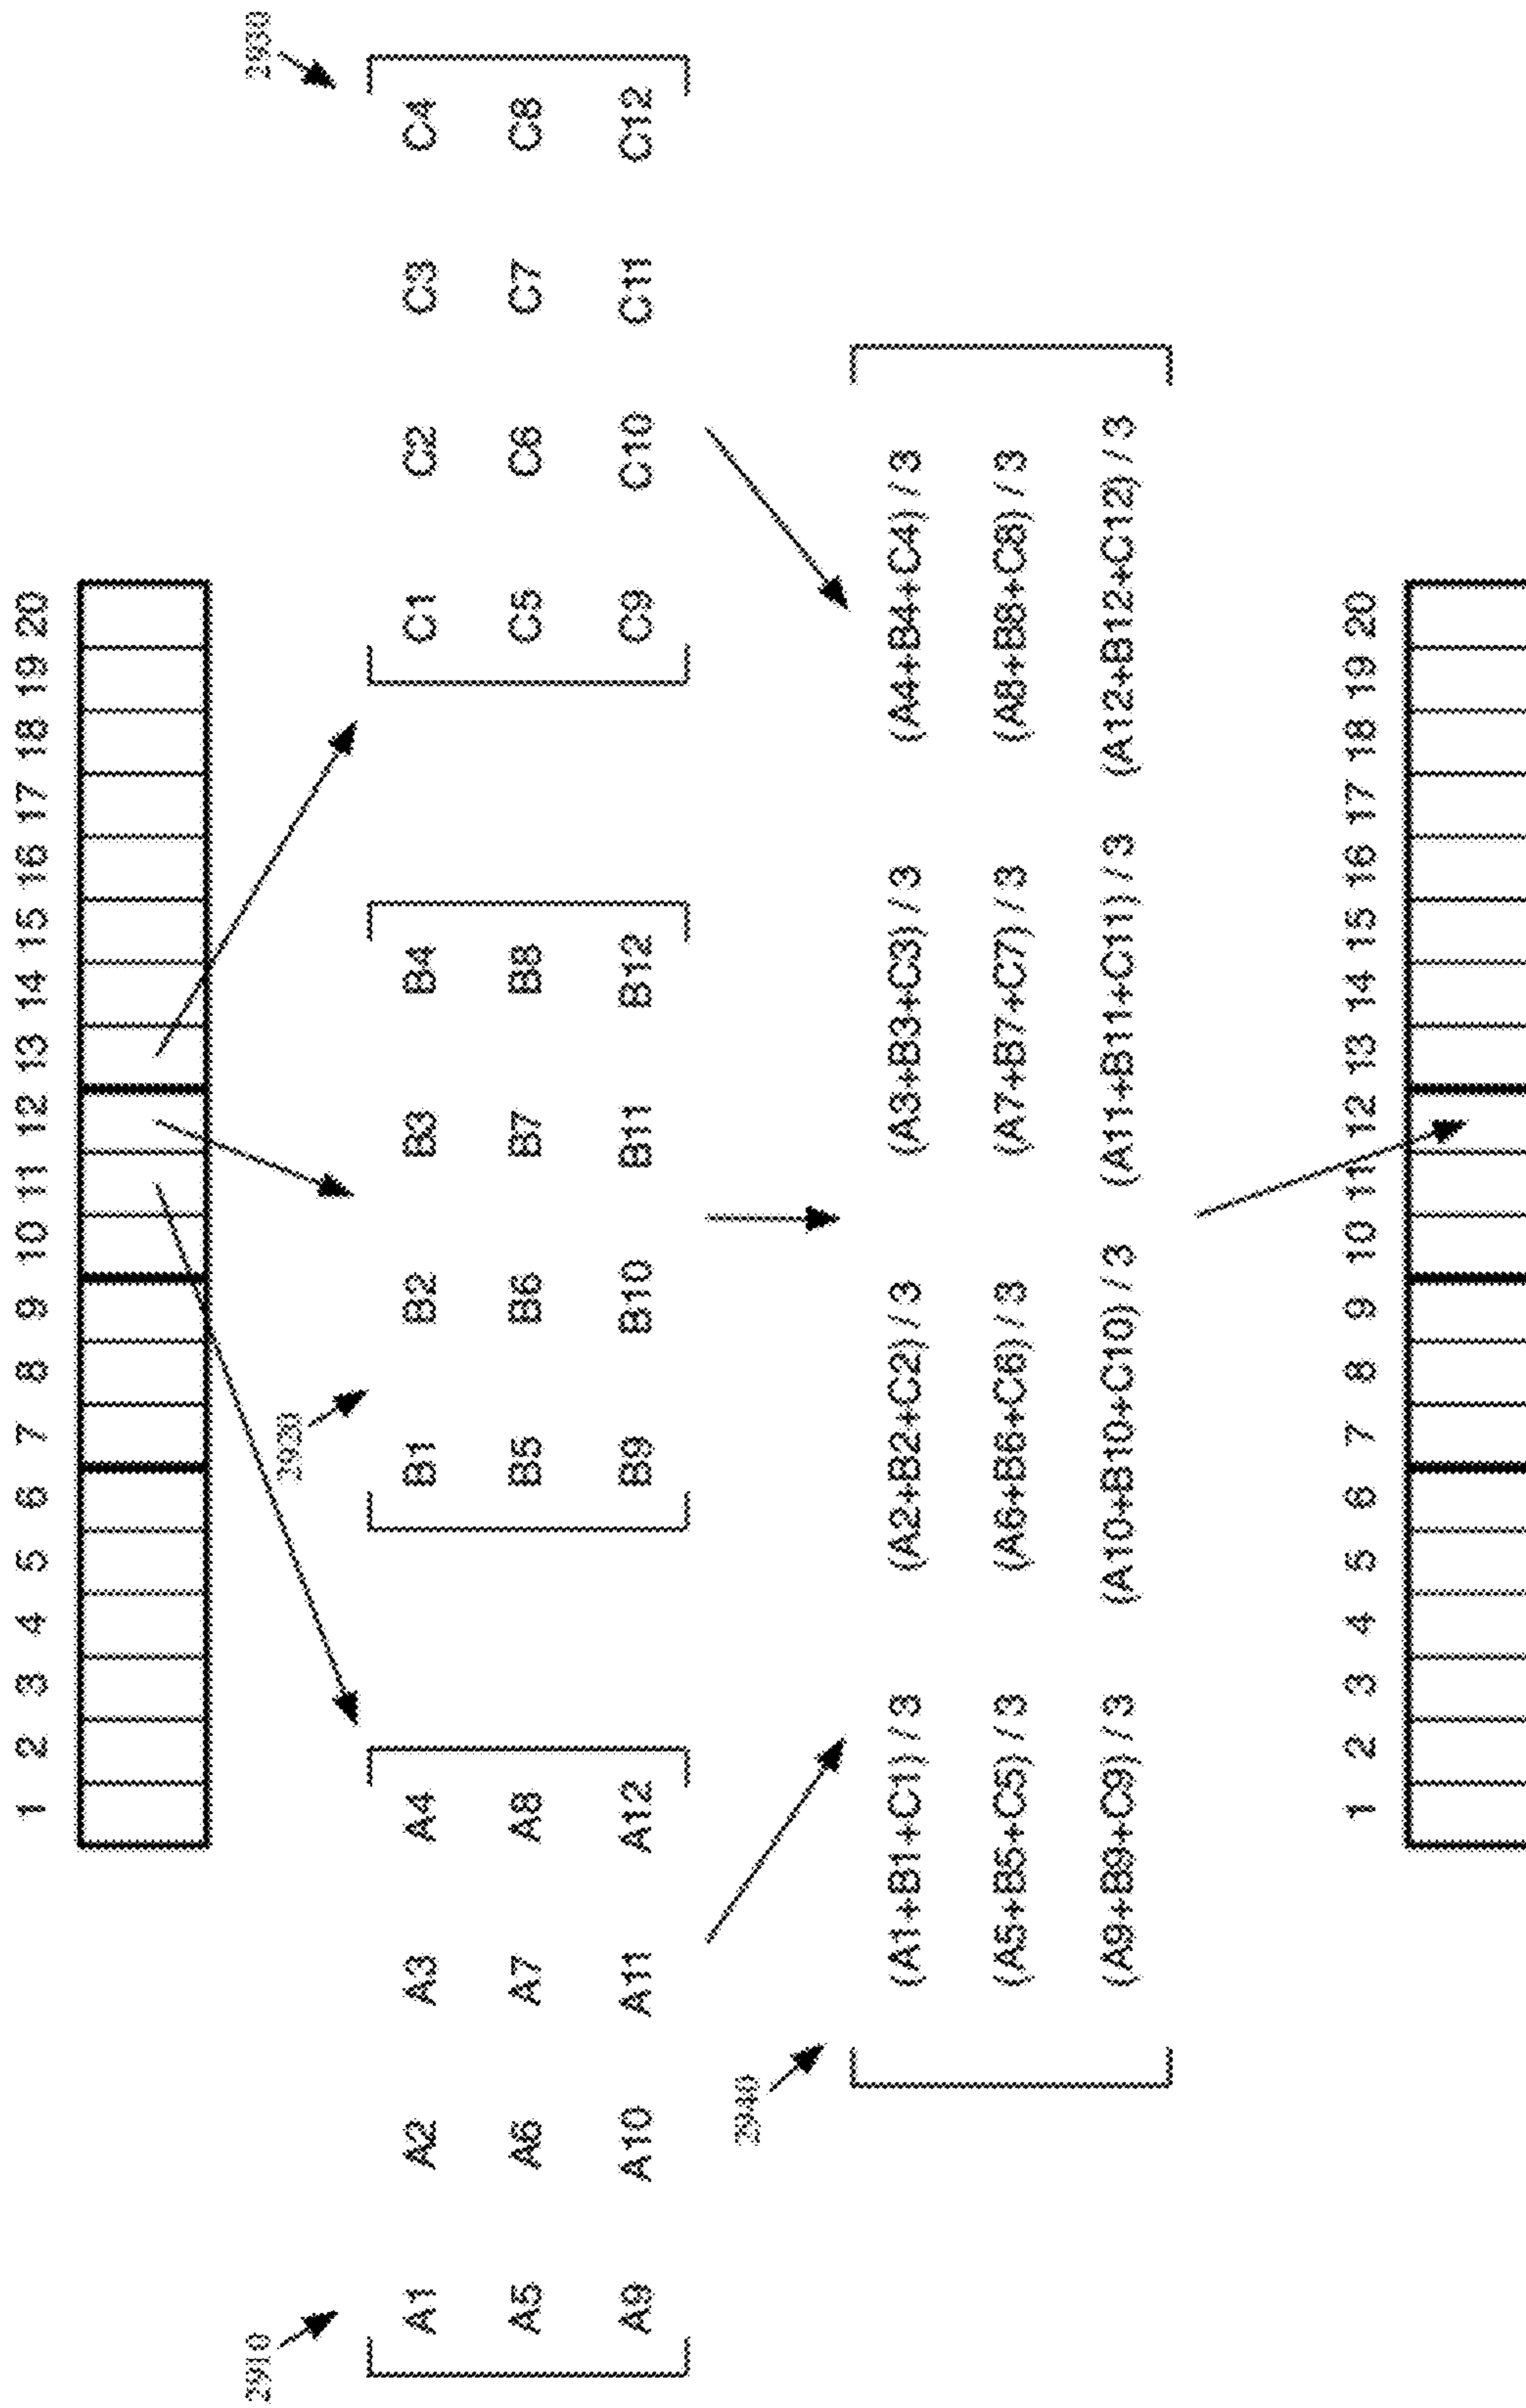 1 2 3 4 5 6 7 8 9 10 11 12 13 14 15 16 17 18 19 20
2910
2920
2930
A1 A2 A3 A4
A5 A6 A7 A8
A9 A10 A11 A12
B1 B2 B3 B4
B5 B6 B7 B8
B9 B10 B11 B12
C1 C2 C3 C4
C5 C6 C7 C8
C9 C10 C11 C12
2940
(A1+B1+C1) / 3 (A2+B2+C2) / 3 (A3+B3+C3) / 3 (A4+B4+C4) / 3
(A5+B5+C5) / 3 (A6+B6+C6) / 3 (A7+B7+C7) / 3 (A8+B8+C8) / 3
(A9+B9+C9) / 3 (A10+B10+C10) / 3 (A11+B11+C11) / 3 (A12+B12+C12) / 3
1 2 3 4 5 6 7 8 9 10 11 12 13 14 15 16 17 18 19 20